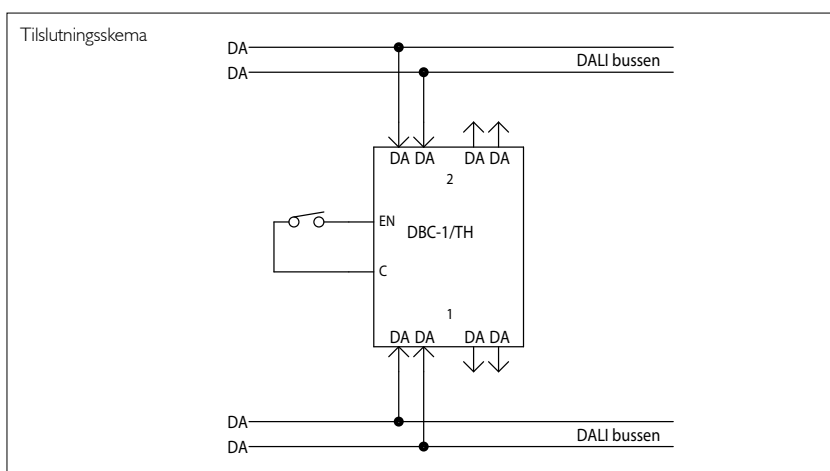 Tilslutningsskema
DA
DALI bussen
DA
DA DA DA DA
2
EN
DBC-1/TH
C
1
DA DA DA DA
DA
DALI bussen
DA